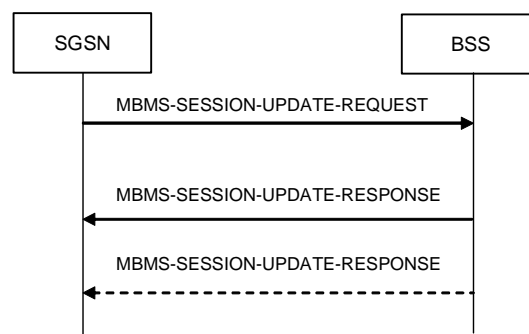 SGSN
BSS
MBMS-SESSION-UPDATE-REQUEST
MBMS-SESSION-UPDATE-RESPONSE
MBMS-SESSION-UPDATE-RESPONSE